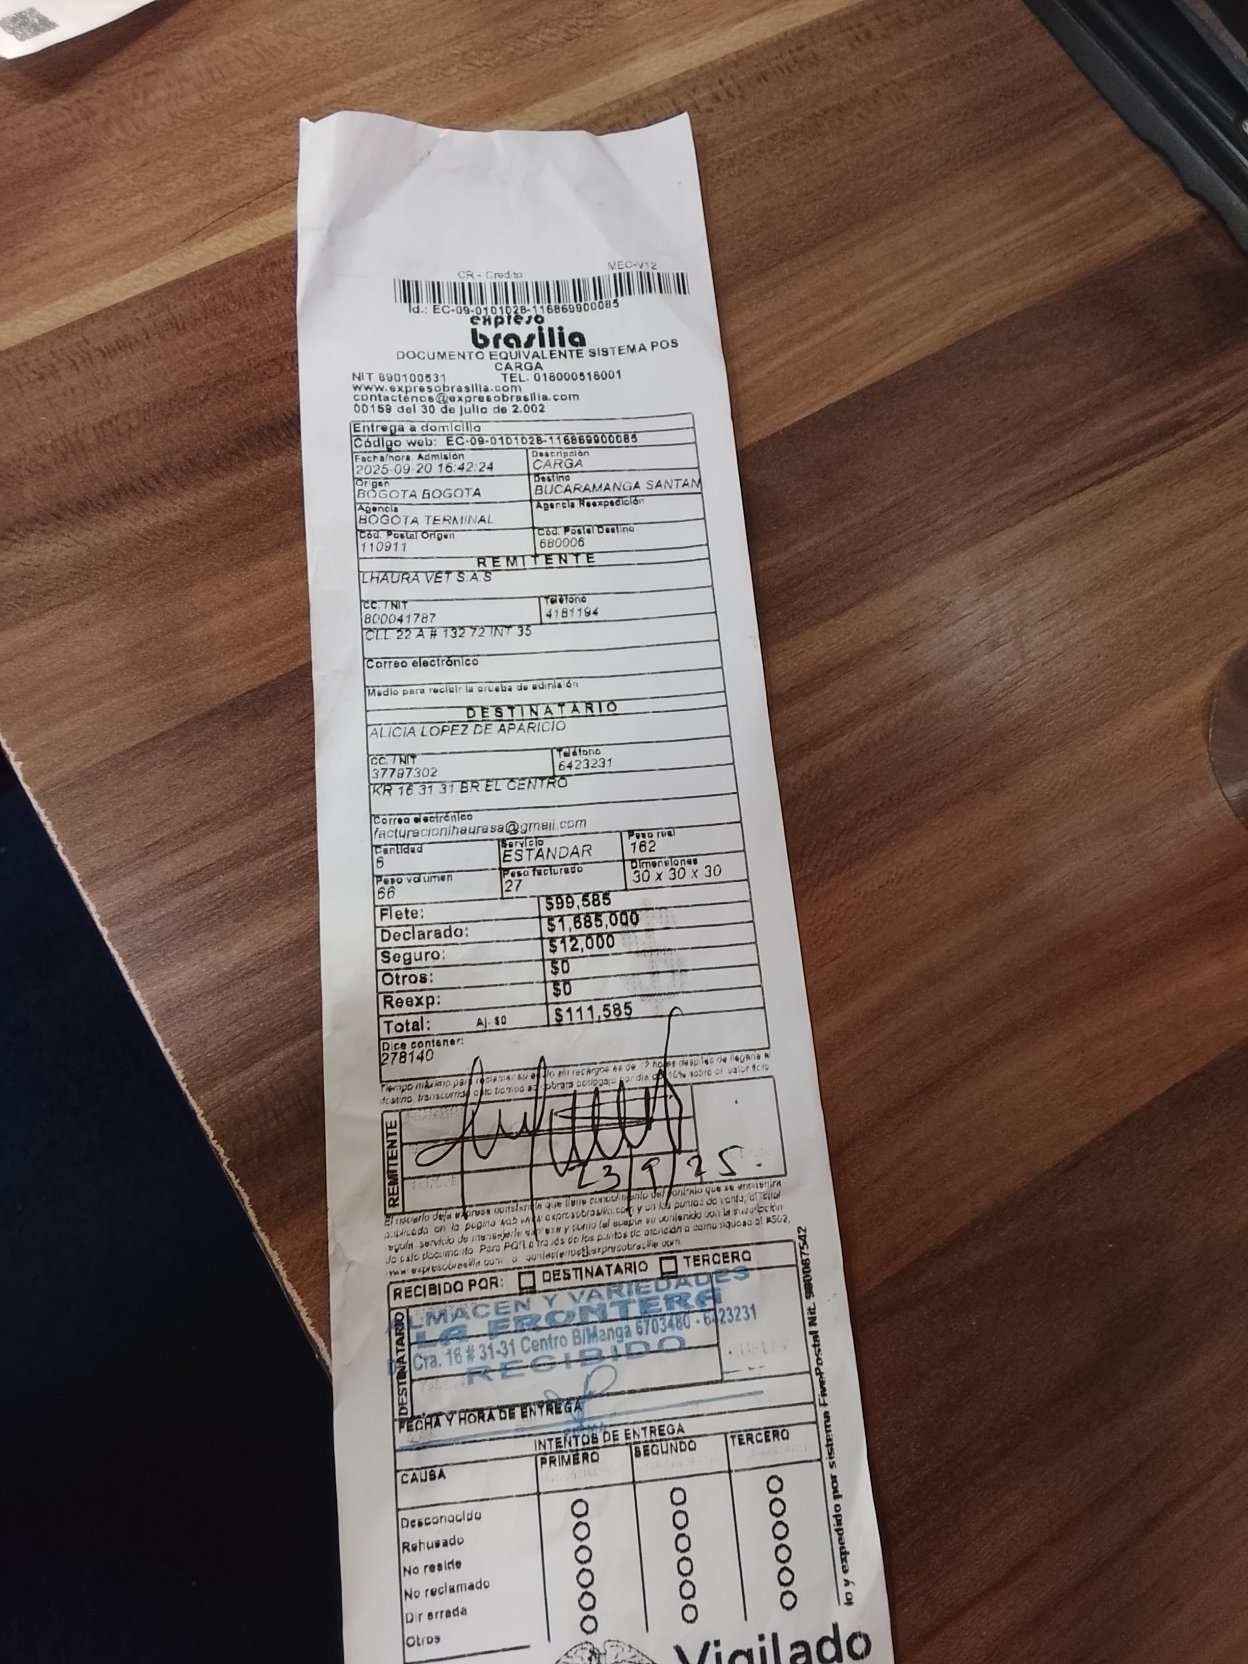 CR - Credito MEC-V12
Id.: EC-09-0101028-116869900085
expreso
brasilia
DOCUMENTO EQUIVALENTE SISTEMA POS
CARGA
NIT 890100531 TEL. 018000518001
www.expresobrasilia.com
contactenos@expresobrasilia.com
00159 del 30 de julio de 2.002
Entrega a domicilio
Código web: EC-09-0101028-116869900085
Fecha/hora Admisión Descripción
2025-09-20 16:42:24 CARGA
Origen Destino
BOGOTA BOGOTA BUCARAMANGA SANTAN
Agencia Agencia Reexpedición
BOGOTA TERMINAL
Cód. Postal Origen Cód. Postal Destino
110911 680006
REMITENTE
LHAURA VET S.A.S
CC. / NIT Teléfono
800041787 4181194
CLL 22 A # 132 72 INT 35
Correo electrónico
Medio para recibir la prueba de admisión
DESTINATARIO
ALICIA LOPEZ DE APARICIO
CC. / NIT Teléfono
37797302 6423231
KR 16 31 31 BR EL CENTRO
Correo electrónico
facturacionlhaurasa@gmail.com
Cantidad Servicio Peso real
6 ESTANDAR 162
Peso volumen Peso facturado Dimensiones
66 27 30 x 30 x 30
Flete: $99,585
Declarado: $1,685,000
Seguro: $12,000
Otros: $0
Reexp: $0
Total: Aj. $0 $111,585
Dice contener:
278140
REMITENTE
23/9/25.
RECIBIDO POR: DESTINATARIO TERCERO
DESTINATARIO
ALMACEN Y VARIEDADES
LA FRONTERA
Cra. 16 # 31-31 Centro B/Manga 6703480 - 6423231
RECIBIDO
FECHA Y HORA DE ENTREGA
INTENTOS DE ENTREGA
CAUSA PRIMERO SEGUNDO TERCERO
Desconocido
Rehusado
No reside
No reclamado
Dir errada
Otros
Vigilado
lo y expedido por sistema FivePostal Nit. 900087542